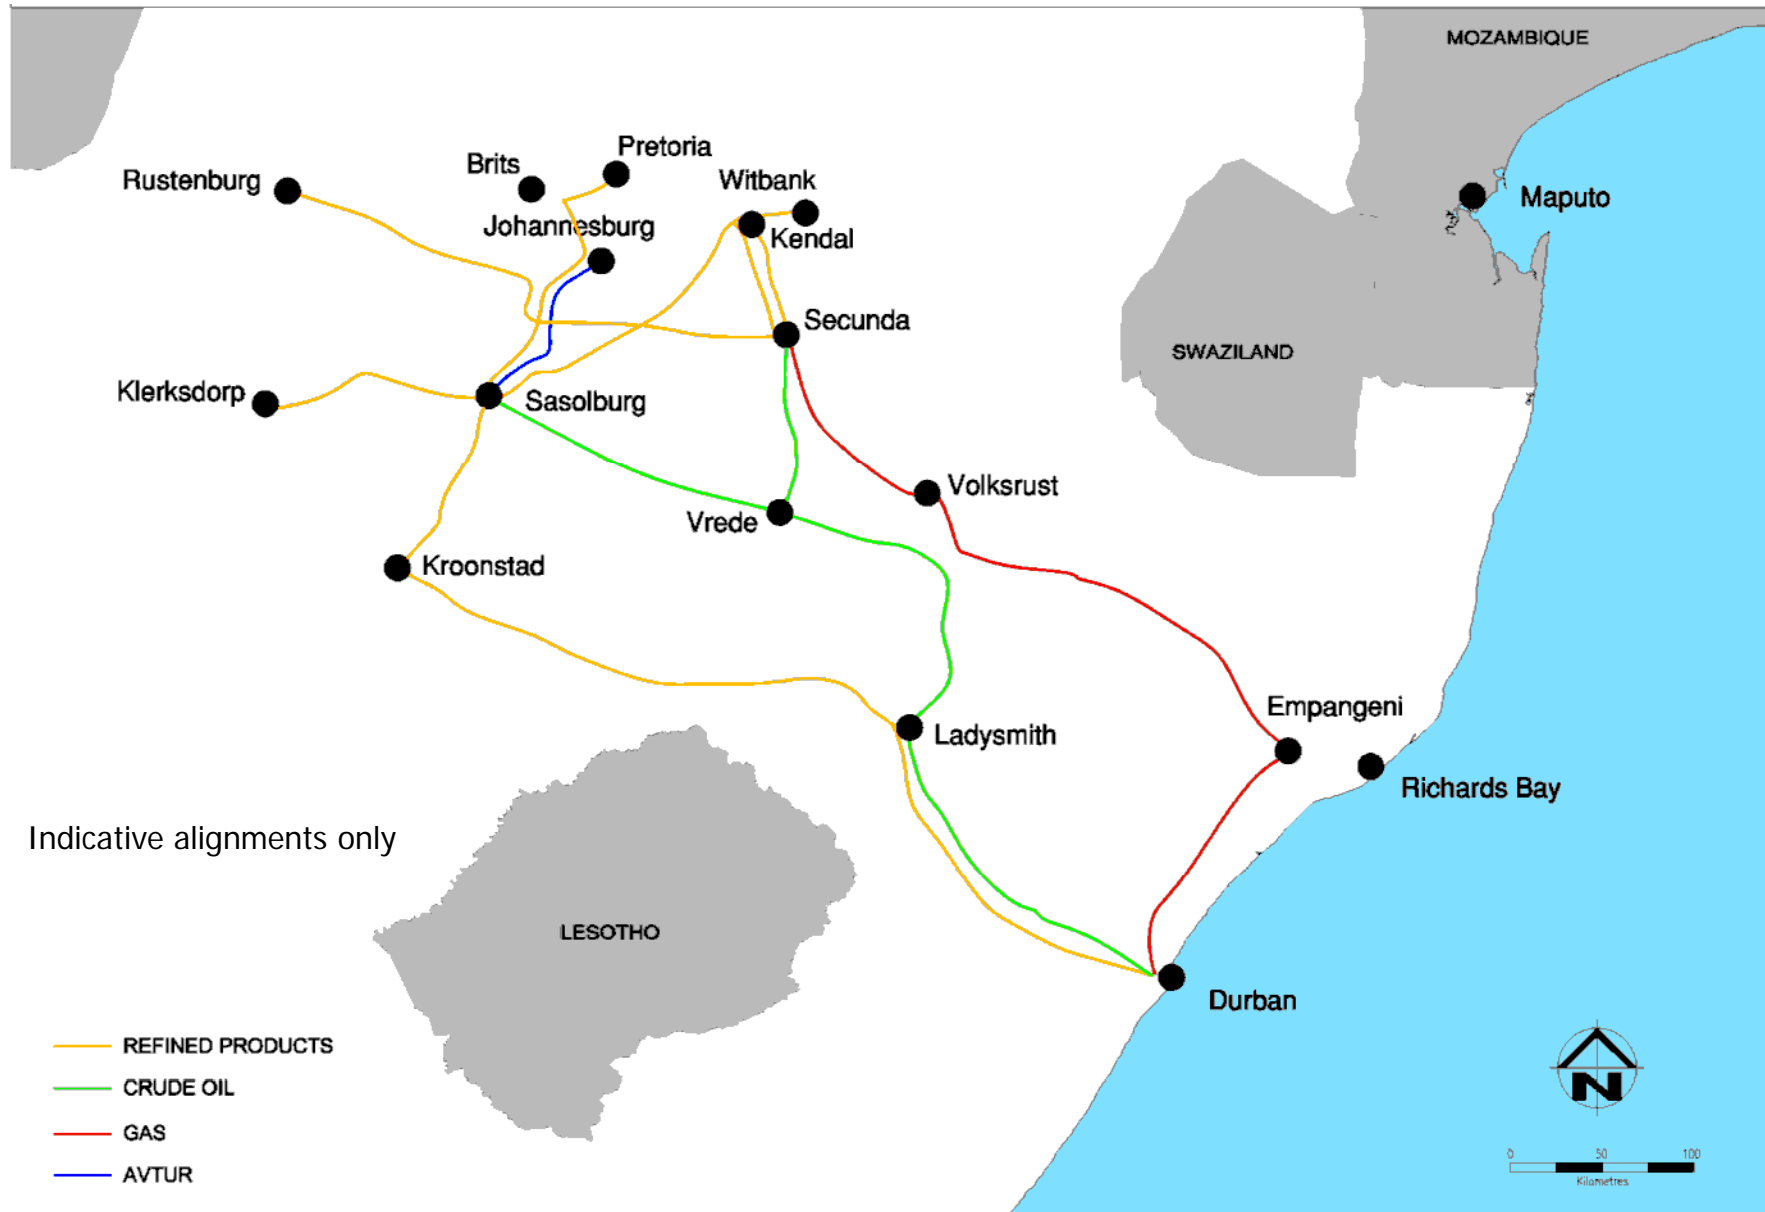 MOZAMBIQUE
Pretoria
Brits
Rustenburg
Witbank
Maputo
Johannesburg
Kendal
Secunda
SWAZILAND
Klerksdorp
Sasolburg
Volksrust
Vrede
Kroonstad
Empangeni
Ladysmith
Richards Bay
Indicative alignments only
LESOTHO
Durban
REFINED PRODUCTS
CRUDE OIL
GAS
AVTUR
N
0 50 100
Kilometres